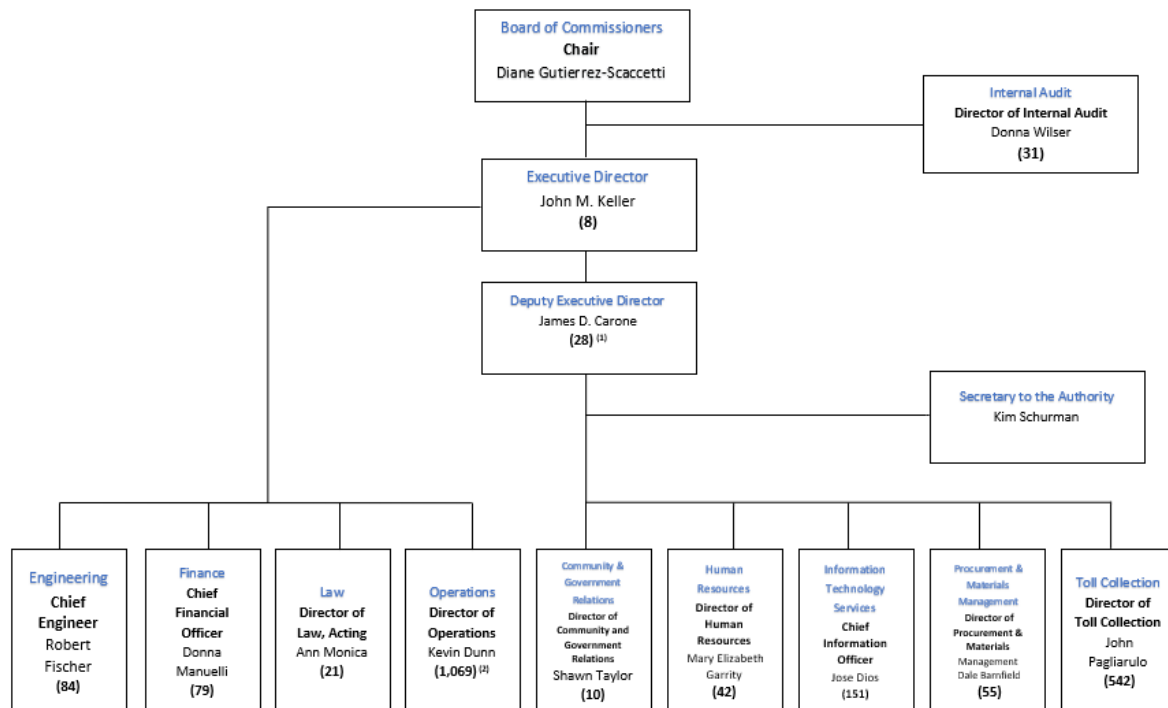 Board of Commissioners
Chair
Diane Gutierrez-Scaccetti
Internal Audit
Director of Internal Audit
Donna Wilser
(31)
Executive Director
John M. Keller
(8)
Deputy Executive Director
James D. Carone
(28) (1)
Secretary to the Authority
Kim Schurman
Engineering
Chief
Engineer
Robert
Fischer
(84)
Finance
Chief
Financial
Officer
Donna
Manuelli
(79)
Law
Director of
Law, Acting
Ann Monica
(21)
Operations
Director of
Operations
Kevin Dunn
(1,069) (2)
Community &
Government
Relations
Director of
Community and
Government
Relations
Shawn Taylor
(10)
Human
Resources
Director of
Human
Resources
Mary Elizabeth
Garrity
(42)
Information
Technology
Services
Chief
Information
Officer
Jose Dios
(151)
Procurement &
Materials
Management
Director of
Procurement &
Materials
Management
Dale Barnfield
(55)
Toll Collection
Director of
Toll Collection
John
Pagliarulo
(542)